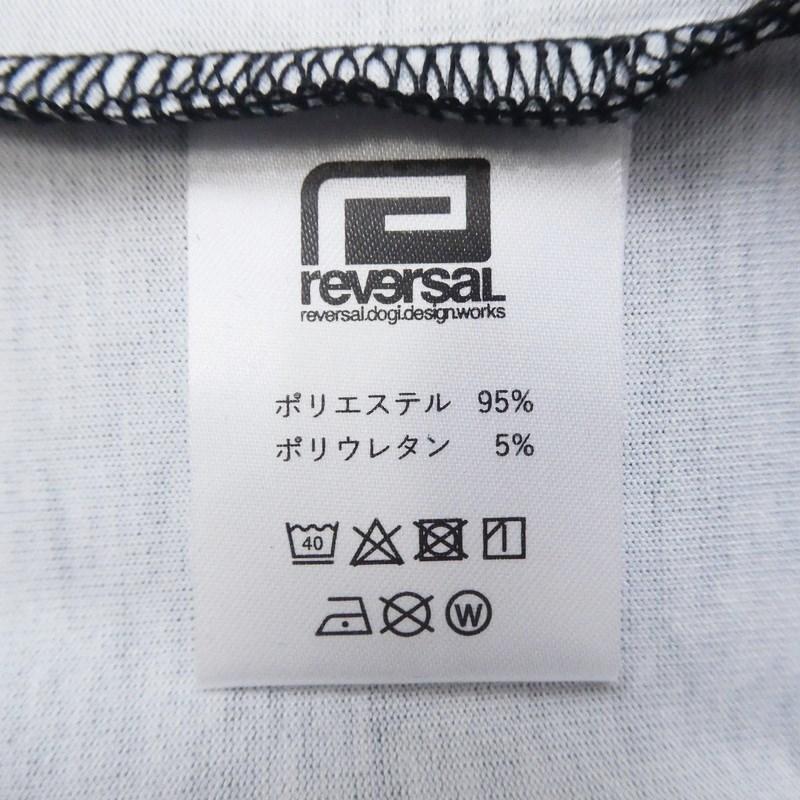 reversal
reversal.dogi.design.works
ポリエステル 95%
ポリウレタン 5%
40
W